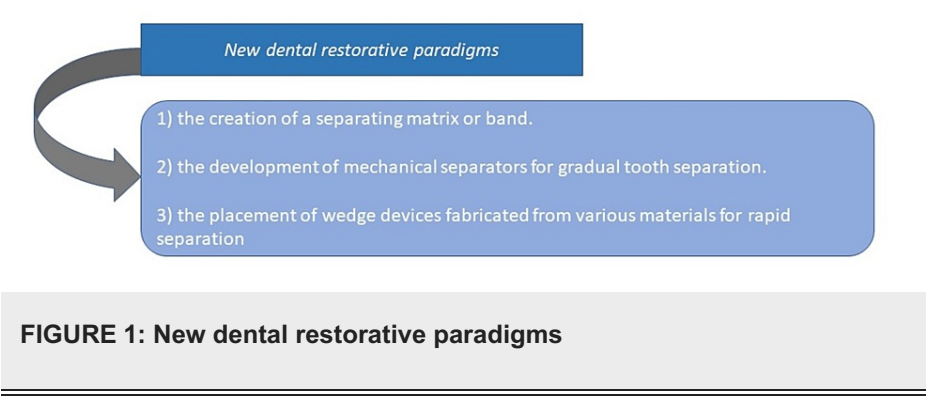 New dental restorative paradigms
1) the creation of a separating matrix or band.
2) the development of mechanical separators for gradual tooth separation.
3) the placement of wedge devices fabricated from various materials for rapid
separation
FIGURE 1: New dental restorative paradigms